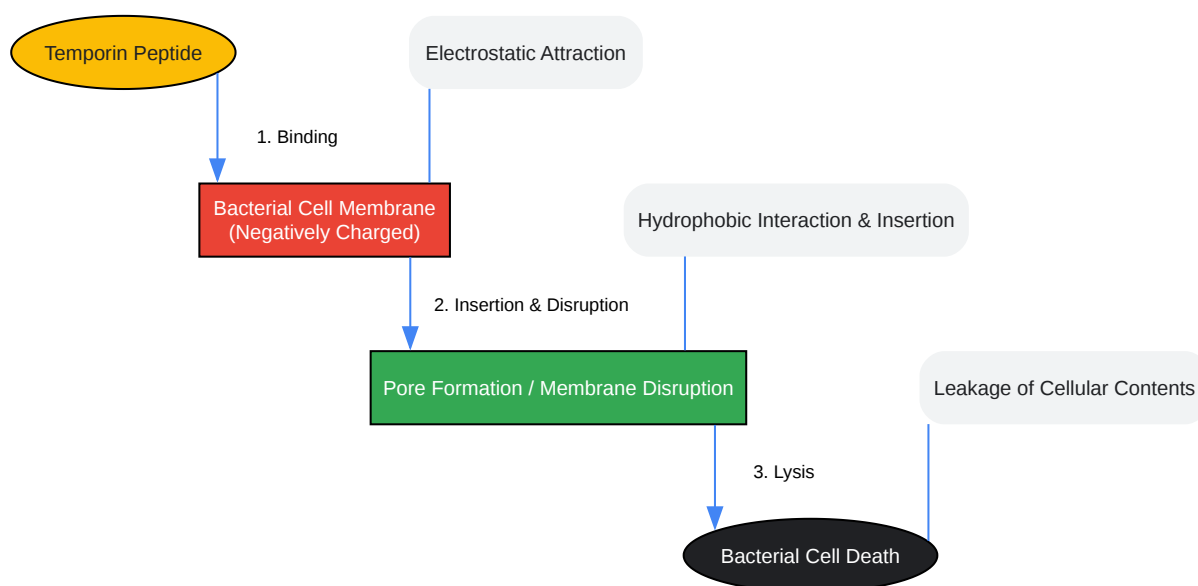 Temporin Peptide
Electrostatic Attraction
1. Binding
Bacterial Cell Membrane
(Negatively Charged)
Hydrophobic Interaction & Insertion
2. Insertion & Disruption
Pore Formation / Membrane Disruption
Leakage of Cellular Contents
3. Lysis
Bacterial Cell Death